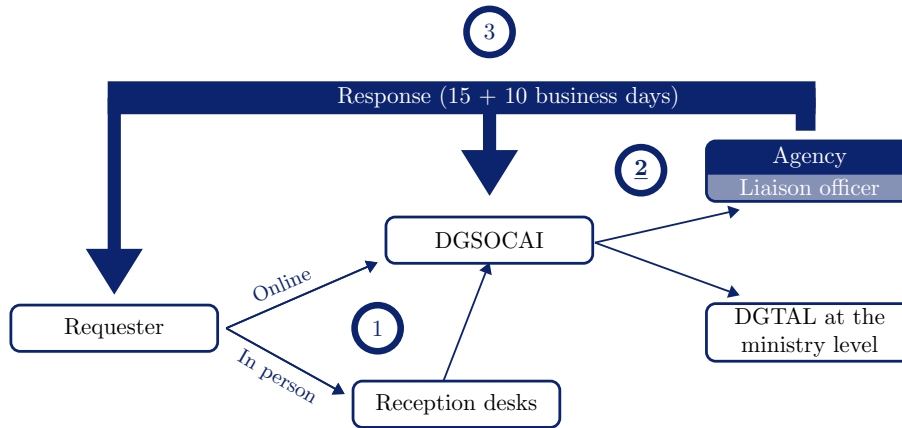 3
Response (15 + 10 business days)
2
Agency
Liaison officer
DGSOCAI
Online
1
Requester
DGTAL at the
ministry level
In person
Reception desks